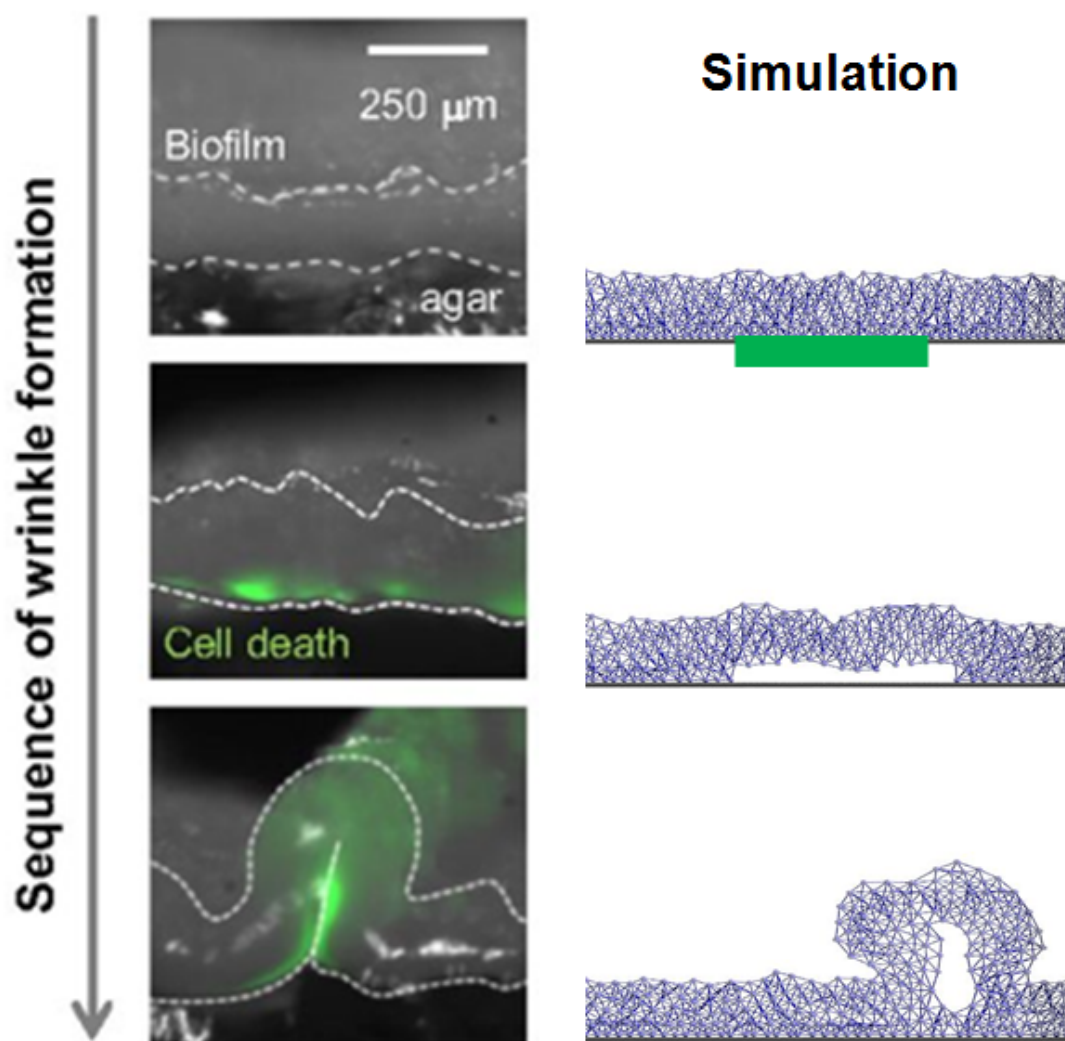 Sequence of wrinkle formation
250 μm
Biofilm
agar
Cell death
Simulation